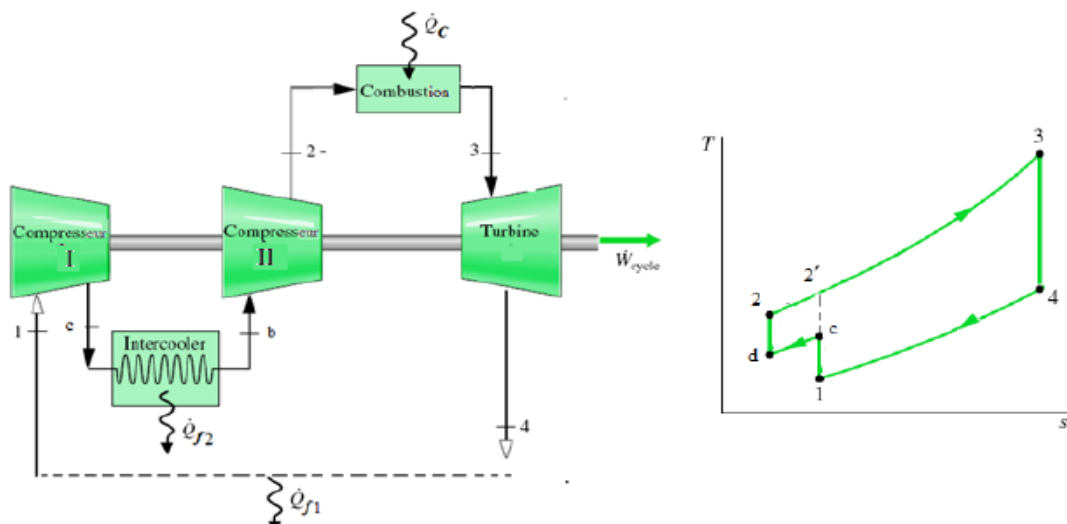 Q̇c
Combustion
2 -
3
Compresseur
I
Compresseur
II
Turbine
Ẇcycle
1
c
b
Intercooler
Q̇f2
4
Q̇f1
T
3
2′
2
c
4
d
1
s